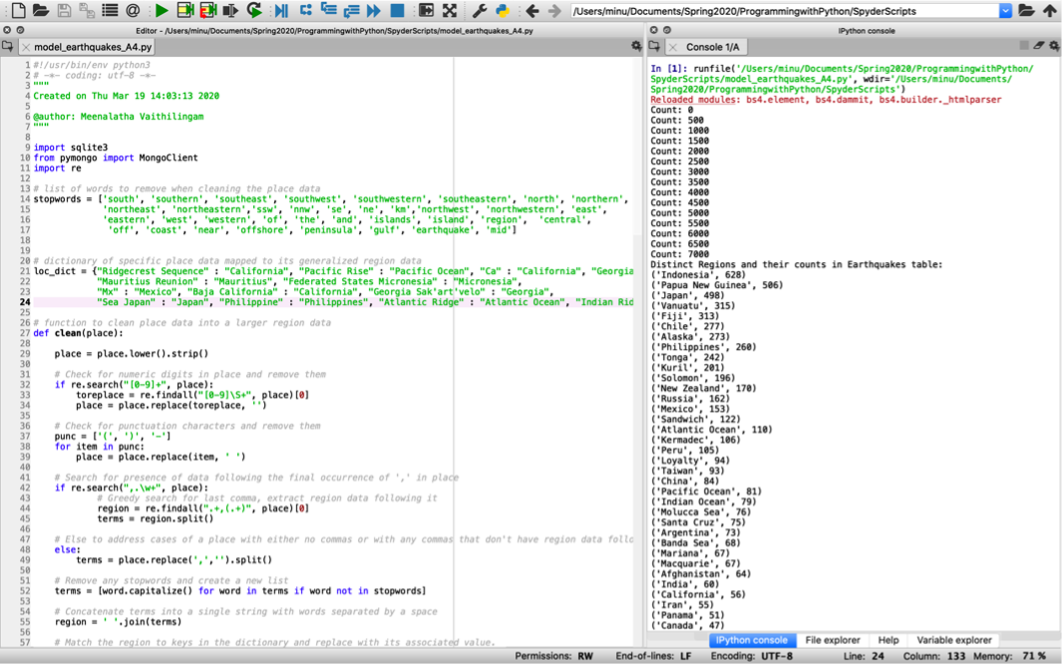 /Users/minu/Documents/Spring2020/ProgrammingwithPython/SpyderScripts
Editor - /Users/minu/Documents/Spring2020/ProgrammingwithPython/SpyderScripts/model_earthquakes_A4.py
model_earthquakes_A4.py
1 #!/usr/bin/env python3
2 # -*- coding: utf-8 -*-
3 """
4 Created on Thu Mar 19 14:03:13 2020
5
6 @author: Meenalatha Vaithilingam
7 """
8
9 import sqlite3
10 from pymongo import MongoClient
11 import re
12
13 # list of words to remove when cleaning the place data
14 stopwords = ['south', 'southern', 'southeast', 'southwest', 'southwestern', 'southeastern', 'north', 'northern',
15 'northeast', 'northeastern','ssw', 'nnw', 'se', 'ne', 'km','northwest', 'northwestern', 'east',
16 'eastern', 'west', 'western', 'of', 'the', 'and', 'islands', 'island', 'region', 'central',
17 'off', 'coast', 'near', 'offshore', 'peninsula', 'gulf', 'earthquake', 'mid']
18
19
20 # dictionary of specific place data mapped to its generalized region data
21 loc_dict = {"Ridgecrest Sequence" : "California", "Pacific Rise" : "Pacific Ocean", "Ca" : "California", "Georgia
22 "Mauritius Reunion" : "Mauritius", "Federated States Micronesia" : "Micronesia",
23 "Mx" : "Mexico", "Baja California" : "California", "Georgia Sak'art'velo" : "Georgia",
24 "Sea Japan" : "Japan", "Philippine" : "Philippines", "Atlantic Ridge" : "Atlantic Ocean", "Indian Rid
25
26 # function to clean place data into a larger region data
27 def clean(place):
28
29 place = place.lower().strip()
30
31 # Check for numeric digits in place and remove them
32 if re.search("[0-9]+", place):
33 toreplace = re.findall("[0-9]\S+", place)[0]
34 place = place.replace(toreplace, '')
35
36 # Check for punctuation characters and remove them
37 punc = ['(', ')', '-']
38 for item in punc:
39 place = place.replace(item, ' ')
40
41 # Search for presence of data following the final occurrence of ',' in place
42 if re.search(",.\w+", place):
43 # Greedy search for last comma, extract region data following it
44 region = re.findall(".+,(.+)", place)[0]
45 terms = region.split()
46
47 # Else to address cases of a place with either no commas or with any commas that don't have region data follo
48 else:
49 terms = place.replace(',','').split()
50
51 # Remove any stopwords and create a new list
52 terms = [word.capitalize() for word in terms if word not in stopwords]
53
54 # Concatenate terms into a single string with words separated by a space
55 region = ' '.join(terms)
56
57 # Match the region to keys in the dictionary and replace with its associated value.
IPython console
Console 1/A
In [1]: runfile('/Users/minu/Documents/Spring2020/ProgrammingwithPython/
SpyderScripts/model_earthquakes_A4.py', wdir='/Users/minu/Documents/
Spring2020/ProgrammingwithPython/SpyderScripts')
Reloaded modules: bs4.element, bs4.dammit, bs4.builder._htmlparser
Count: 0
Count: 500
Count: 1000
Count: 1500
Count: 2000
Count: 2500
Count: 3000
Count: 3500
Count: 4000
Count: 4500
Count: 5000
Count: 5500
Count: 6000
Count: 6500
Count: 7000
Distinct Regions and their counts in Earthquakes table:
('Indonesia', 628)
('Papua New Guinea', 506)
('Japan', 498)
('Vanuatu', 315)
('Fiji', 313)
('Chile', 277)
('Alaska', 273)
('Philippines', 260)
('Tonga', 242)
('Kuril', 201)
('Solomon', 196)
('New Zealand', 170)
('Russia', 162)
('Mexico', 153)
('Sandwich', 122)
('Atlantic Ocean', 110)
('Kermadec', 106)
('Peru', 105)
('Loyalty', 94)
('Taiwan', 93)
('China', 84)
('Pacific Ocean', 81)
('Indian Ocean', 79)
('Molucca Sea', 76)
('Santa Cruz', 75)
('Argentina', 73)
('Banda Sea', 68)
('Mariana', 67)
('Macquarie', 67)
('Afghanistan', 64)
('India', 60)
('California', 56)
('Iran', 55)
('Panama', 51)
('Canada', 47)
IPython console File explorer Help Variable explorer
Permissions: RW End-of-lines: LF Encoding: UTF-8 Line: 24 Column: 133 Memory: 71 %